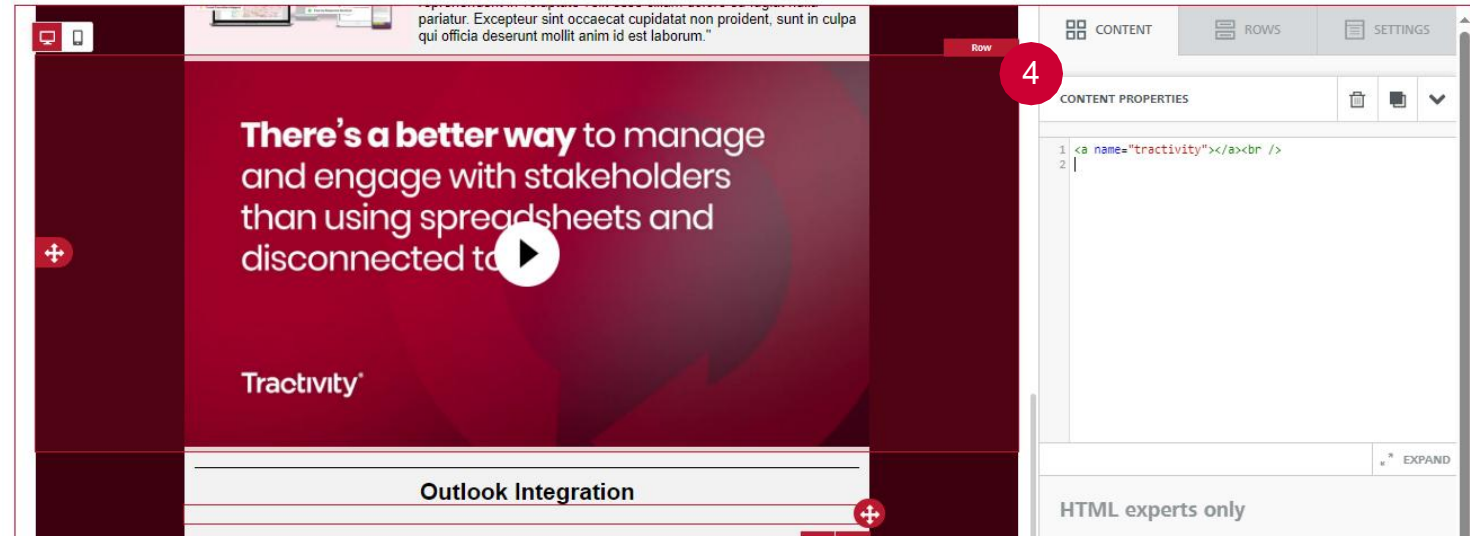 pariatur. Excepteur sint occaecat cupidatat non proident, sunt in culpa
qui officia deserunt mollit anim id est laborum."
Row
There's a better way to manage
and engage with stakeholders
than using spreadsheets and
disconnected
Tractivity
Outlook Integration
4
CONTENT
ROWS
SETTINGS
CONTENT PROPERTIES
1 <a name="tractivity"></a><br />
2
EXPAND
HTML experts only